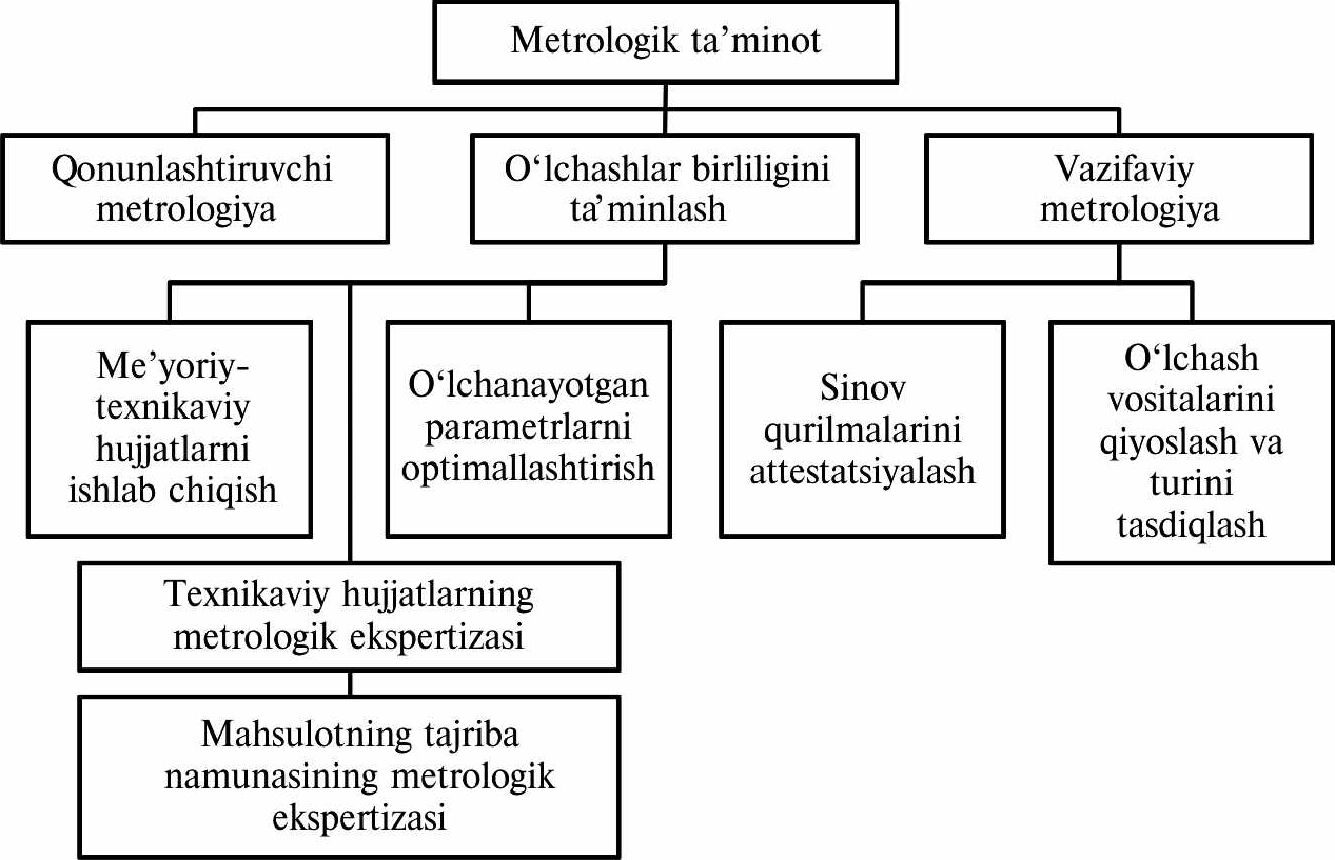 Metrologik ta’minot
Qonunlashtiruvchi
metrologiya
O‘lchashlar birliligini
ta’minlash
Vazifaviy
metrologiya
Me’yoriy-
texnikaviy
hujjatlarni
ishlab chiqish
O‘lchanayotgan
parametrlarni
optimallashtirish
Sinov
qurilmalarini
attestatsiyalash
O‘lchash
vositalarini
qiyoslash va
turini
tasdiqlash
Texnikaviy hujjatlarning
metrologik ekspertizasi
Mahsulotning tajriba
namunasining metrologik
ekspertizasi